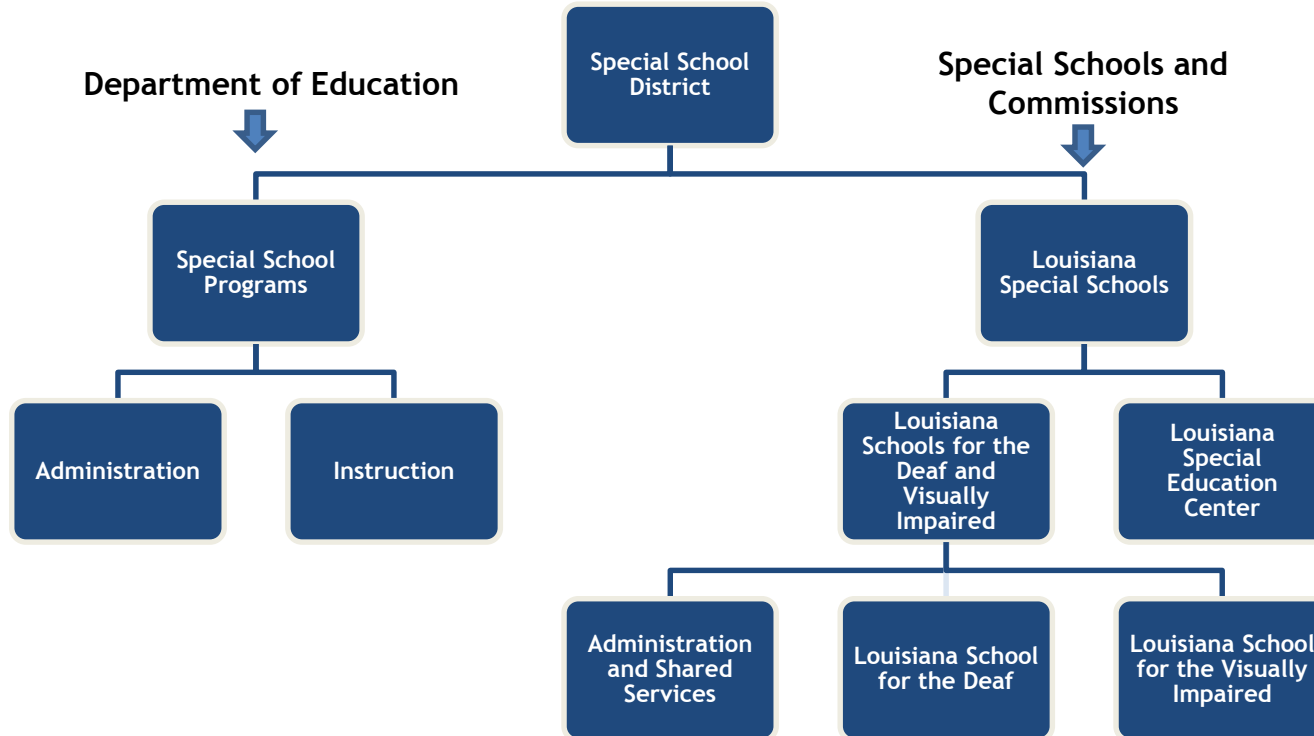 Special School
District
Department of Education
Special Schools and
Commissions
Special School
Programs
Louisiana
Special Schools
Administration
Instruction
Louisiana
Schools for the
Deaf and
Visually
Impaired
Louisiana
Special
Education
Center
Administration
and Shared
Services
Louisiana School
for the Deaf
Louisiana School
for the Visually
Impaired